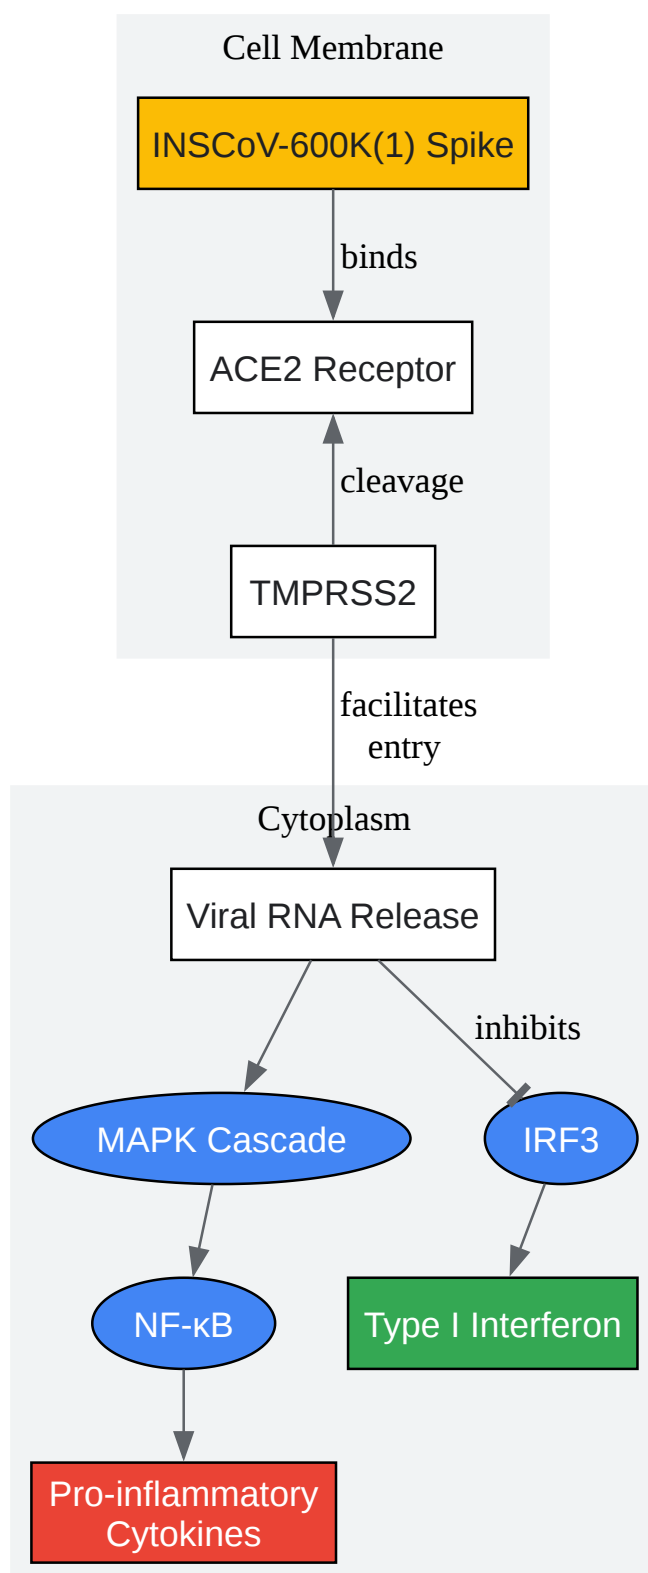 Cell Membrane
INSCoV-600K(1) Spike
binds
ACE2 Receptor
cleavage
TMPRSS2
facilitates
entry
Cytoplasm
Viral RNA Release
inhibits
MAPK Cascade
IRF3
NF-κB
Type I Interferon
Pro-inflammatory
Cytokines